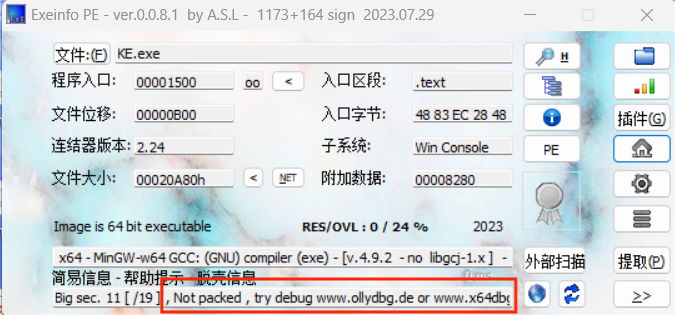 Exeinfo PE - ver.0.0.8.1 by A.S.L - 1173+164 sign 2023.07.29
文件:(F) KE.exe H
程序入口: 00001500 oo < 入口区段: .text
文件位移: 00000B00 入口字节: 48 83 EC 28 48 插件(G)
连结器版本: 2.24 子系统: Win Console PE
文件大小: 00020A80h < NET 附加数据: 00008280
Image is 64 bit executable RES/OVL : 0 / 24 % 2023
x64 - MinGW-w64 GCC: (GNU) compiler (exe) - [v.4.9.2 - no libgcj-1.x ] - 外部扫描 提取(P)
简易信息 - 帮助提示 - 脱壳信息 0 ms.
Big sec. 11 [ /19 ] , Not packed , try debug www.ollydbg.de or www.x64dbg >>